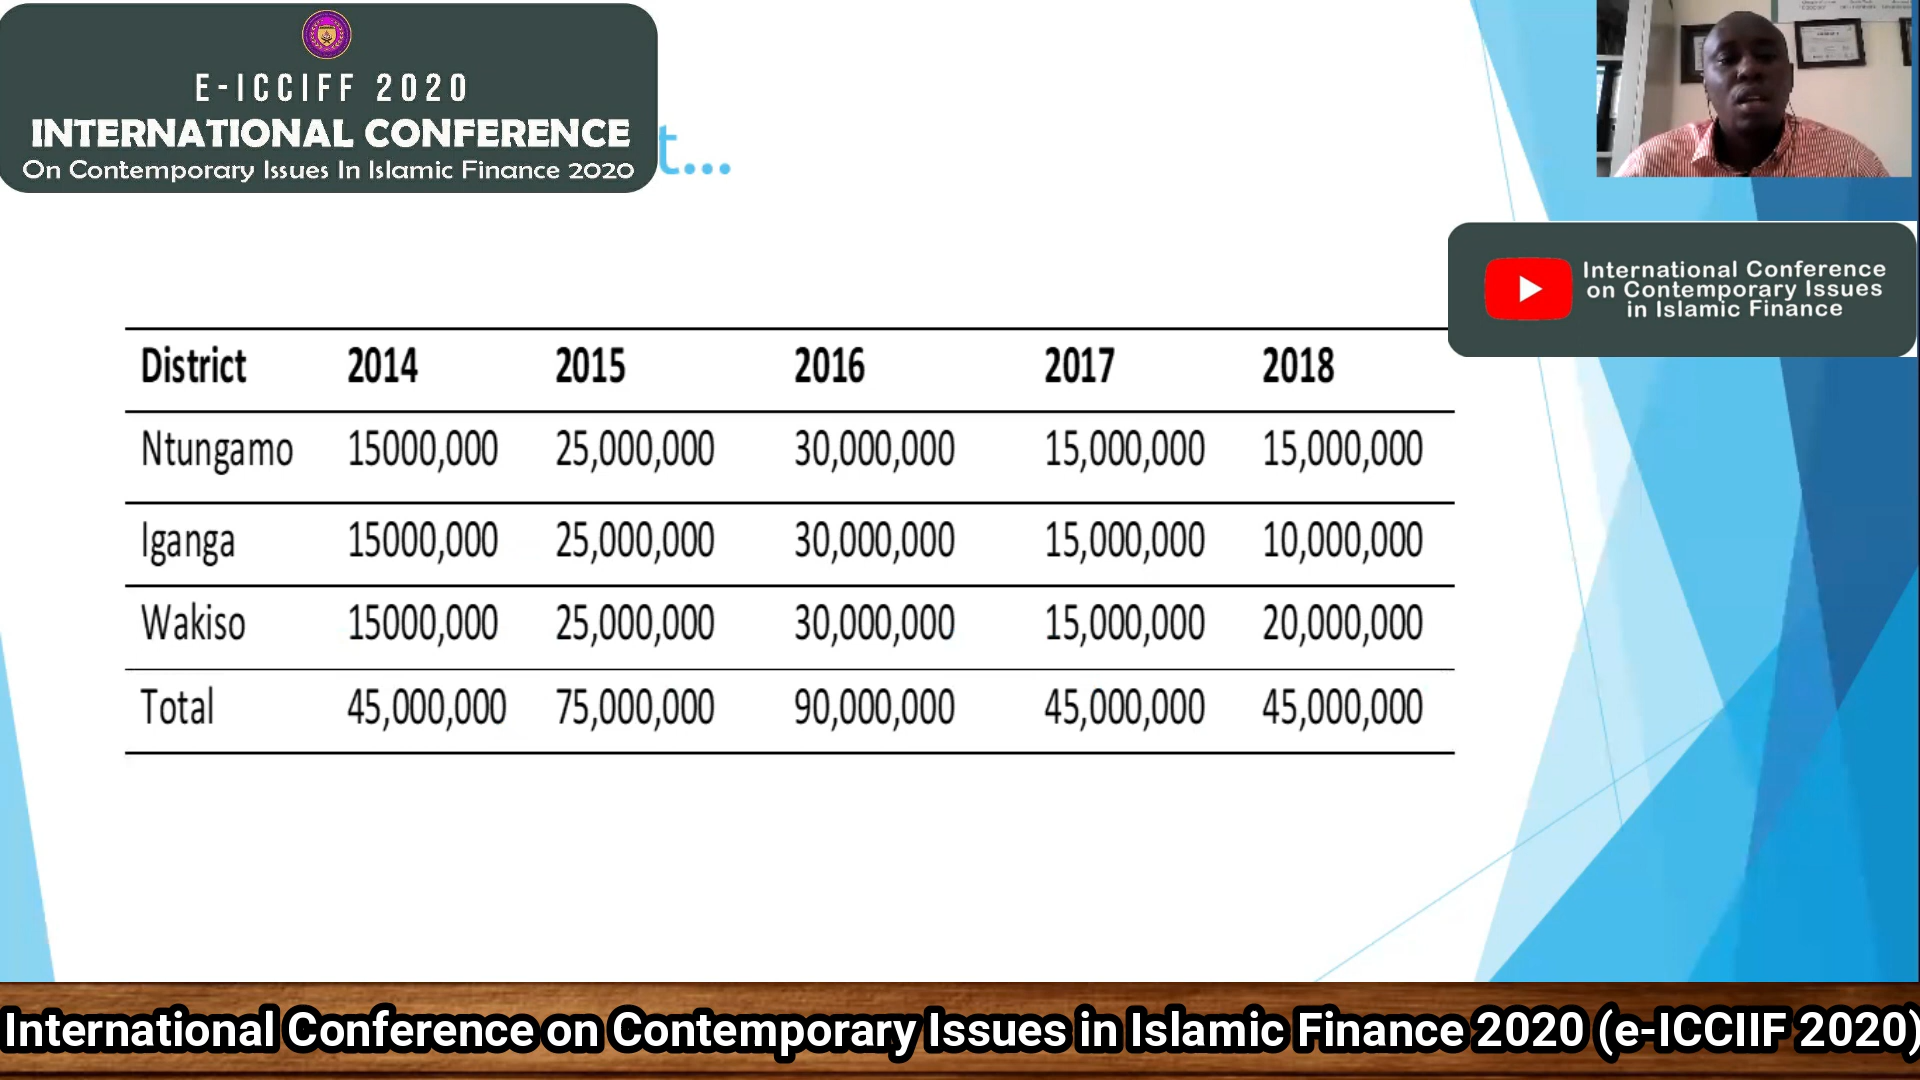 E-ICCIFF 2020
INTERNATIONAL CONFERENCE
On Contemporary Issues In Islamic Finance 2020
t...
International Conference
on Contemporary Issues
in Islamic Finance
District 2014 2015 2016 2017 2018
Ntungamo 15000,000 25,000,000 30,000,000 15,000,000 15,000,000
Iganga 15000,000 25,000,000 30,000,000 15,000,000 10,000,000
Wakiso 15000,000 25,000,000 30,000,000 15,000,000 20,000,000
Total 45,000,000 75,000,000 90,000,000 45,000,000 45,000,000
International Conference on Contemporary Issues in Islamic Finance 2020 (e-ICCIIF 2020)